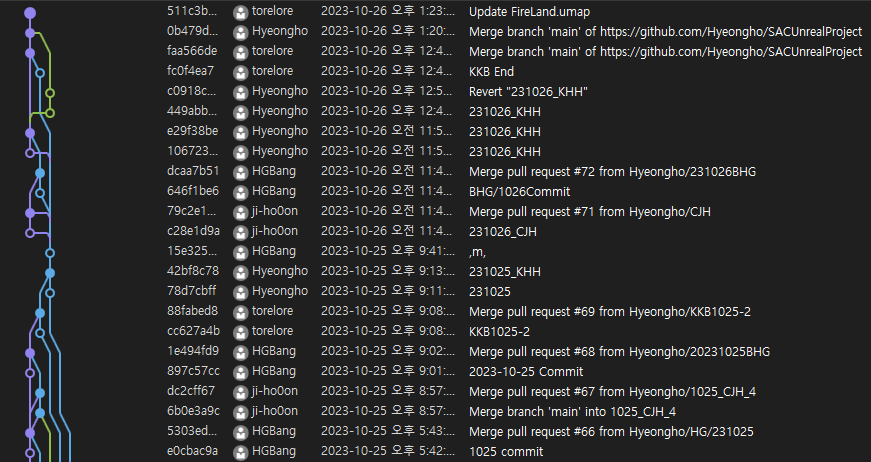 511c3b... torelore 2023-10-26 오후 1:23:... Update FireLand.umap
0b479d... Hyeongho 2023-10-26 오후 1:20:... Merge branch 'main' of https://github.com/Hyeongho/SACUnrealProject
faa566de torelore 2023-10-26 오후 12:4... Merge branch 'main' of https://github.com/Hyeongho/SACUnrealProject
fc0f4ea7 torelore 2023-10-26 오후 12:4... KKB End
c0918c... Hyeongho 2023-10-26 오후 12:5... Revert "231026_KHH"
449abb... Hyeongho 2023-10-26 오후 12:4... 231026_KHH
e29f38be Hyeongho 2023-10-26 오전 11:5... 231026_KHH
106723... Hyeongho 2023-10-26 오전 11:5... 231026_KHH
dcaa7b51 HGBang 2023-10-26 오전 11:4... Merge pull request #72 from Hyeongho/231026BHG
646f1be6 HGBang 2023-10-26 오전 11:4... BHG/1026Commit
79c2e1... ji-ho0on 2023-10-26 오전 11:4... Merge pull request #71 from Hyeongho/CJH
c28e1d9a ji-ho0on 2023-10-26 오전 11:4... 231026_CJH
15e325... HGBang 2023-10-25 오후 9:41:... ,m,
42bf8c78 Hyeongho 2023-10-25 오후 9:13:... 231025_KHH
78d7cbff Hyeongho 2023-10-25 오후 9:11:... 231025
88fabed8 torelore 2023-10-25 오후 9:08:... Merge pull request #69 from Hyeongho/KKB1025-2
cc627a4b torelore 2023-10-25 오후 9:08:... KKB1025-2
1e494fd9 HGBang 2023-10-25 오후 9:02:... Merge pull request #68 from Hyeongho/20231025BHG
897c57cc HGBang 2023-10-25 오후 9:01:... 2023-10-25 Commit
dc2cff67 ji-ho0on 2023-10-25 오후 8:57:... Merge pull request #67 from Hyeongho/1025_CJH_4
6b0e3a9c ji-ho0on 2023-10-25 오후 8:57:... Merge branch 'main' into 1025_CJH_4
5303ed... HGBang 2023-10-25 오후 5:43:... Merge pull request #66 from Hyeongho/HG/231025
e0cbac9a HGBang 2023-10-25 오후 5:42:... 1025 commit